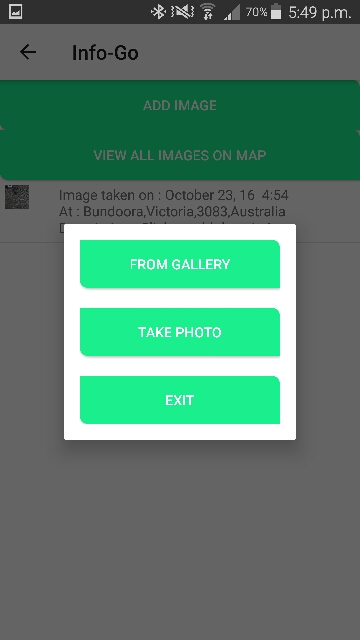 70% 5:49 p.m.
Info-Go
ADD IMAGE
VIEW ALL IMAGES ON MAP
Image taken on : October 23, 16 4:54
At : Bundoora,Victoria,3083,Australia
FROM GALLERY
TAKE PHOTO
EXIT